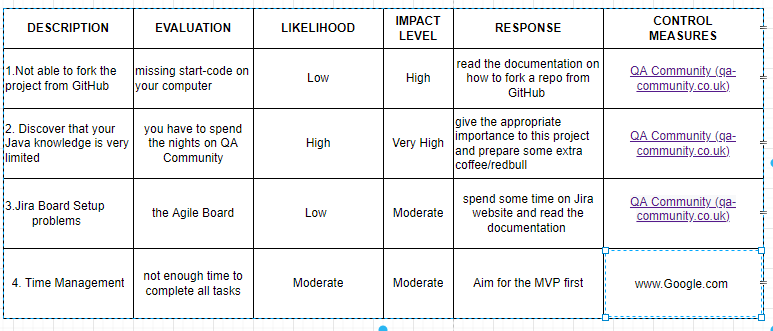 DESCRIPTION
EVALUATION
LIKELIHOOD
IMPACT
LEVEL
RESPONSE
CONTROL
MEASURES
1.Not able to fork the
project from GitHub
missing start-code on
your computer
Low
High
read the documentation on
how to fork a repo from
GitHub
QA Community (qa-
community.co.uk)
2. Discover that your
Java knowledge is very
limited
you have to spend
the nights on QA
Community
High
Very High
give the appropriate
importance to this project
and prepare some extra
coffee/redbull
QA Community (qa-
community.co.uk)
3.Jira Board Setup
problems
the Agile Board
Low
Moderate
spend some time on Jira
website and read the
documentation
QA Community (qa-
community.co.uk)
4. Time Management
not enough time to
complete all tasks
Moderate
Moderate
Aim for the MVP first
www.Google.com